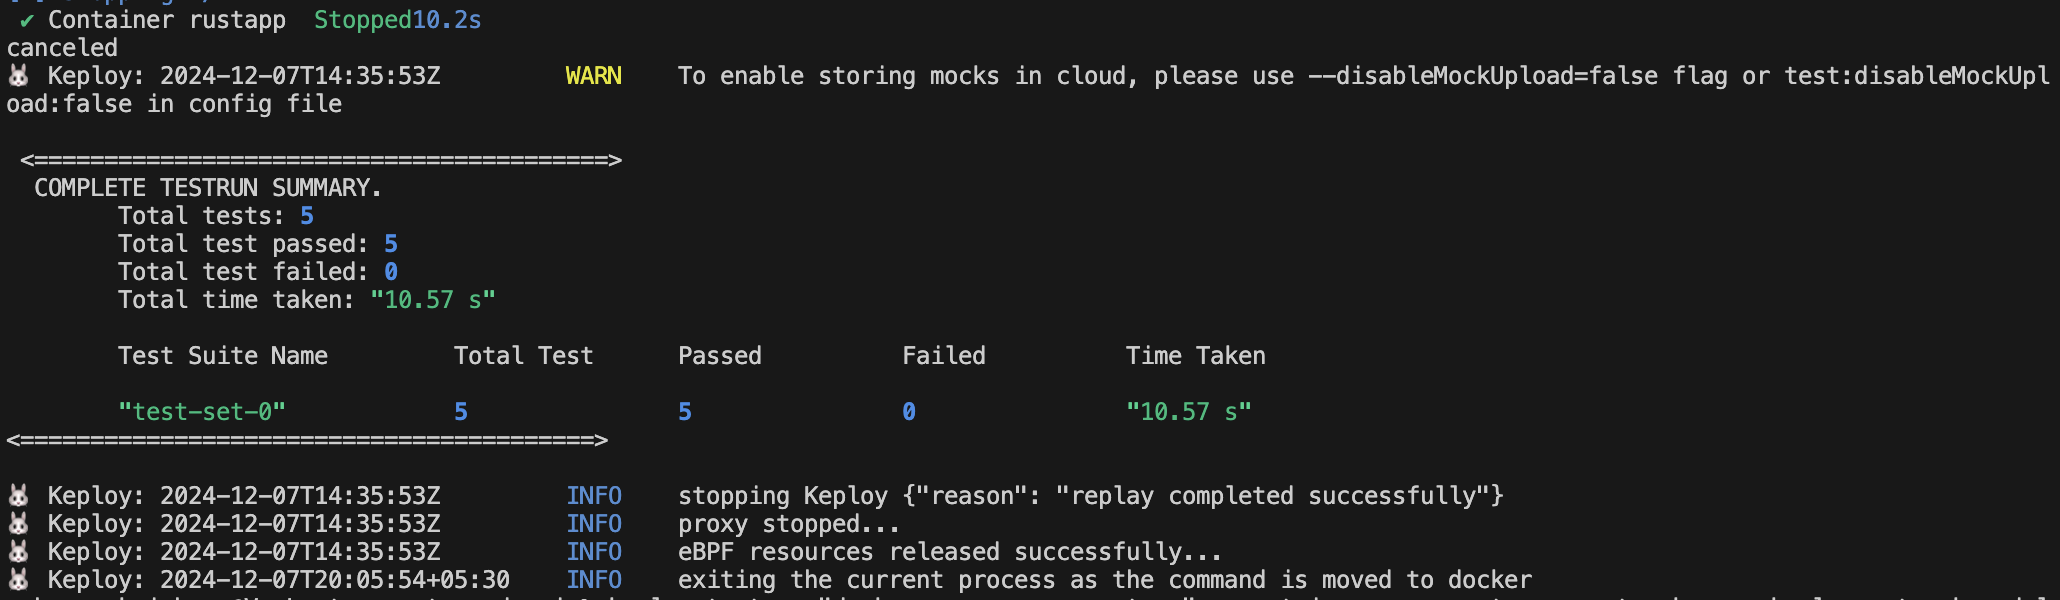 ✔ Container rustapp  Stopped10.2s
canceled
🐰 Keploy: 2024-12-07T14:35:53Z         WARN    To enable storing mocks in cloud, please use --disableMockUpload=false flag or test:disableMockUpl
oad:false in config file
<=========================================>
COMPLETE TESTRUN SUMMARY.
Total tests: 5
Total test passed: 5
Total test failed: 0
Total time taken: "10.57 s"
Test Suite Name         Total Test      Passed          Failed          Time Taken
"test-set-0"            5               5               0               "10.57 s"
<=========================================>
🐰 Keploy: 2024-12-07T14:35:53Z         INFO    stopping Keploy {"reason": "replay completed successfully"}
🐰 Keploy: 2024-12-07T14:35:53Z         INFO    proxy stopped...
🐰 Keploy: 2024-12-07T14:35:53Z         INFO    eBPF resources released successfully...
🐰 Keploy: 2024-12-07T20:05:54+05:30    INFO    exiting the current process as the command is moved to docker